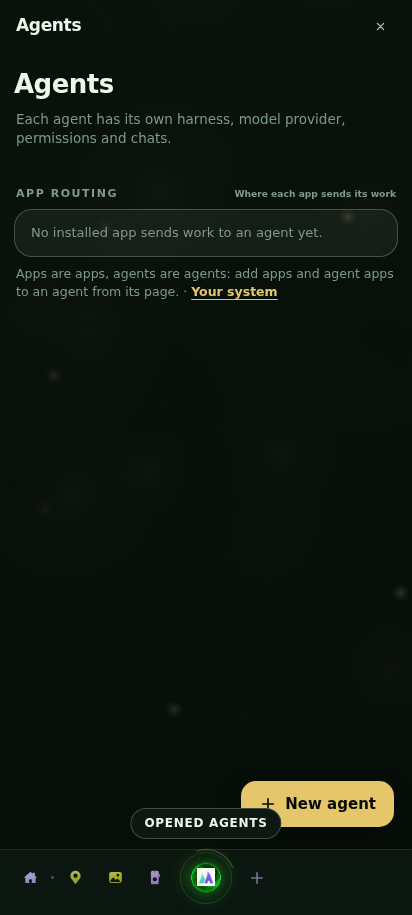 Agents
Agents
Each agent has its own harness, model provider,
permissions and chats.
APP ROUTING
Where each app sends its work
No installed app sends work to an agent yet.
Apps are apps, agents are agents: add apps and agent apps
to an agent from its page. · Your system
New agent
OPENED AGENTS